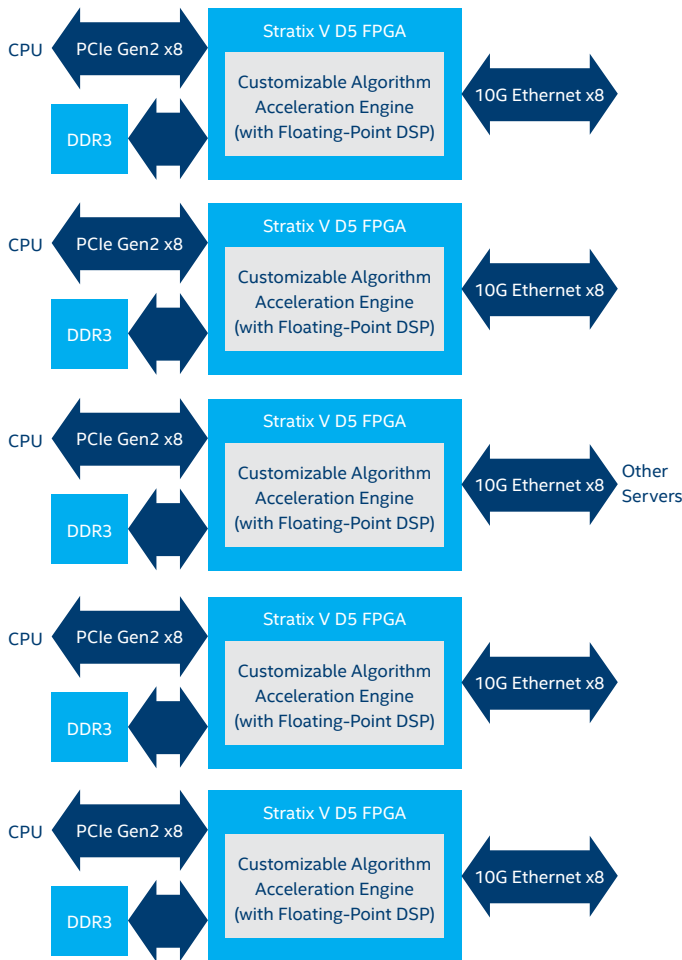 CPU
PCIe Gen2 x8
DDR3
Stratix V D5 FPGA
Customizable Algorithm
Acceleration Engine
(with Floating-Point DSP)
10G Ethernet x8
CPU
PCIe Gen2 x8
DDR3
Stratix V D5 FPGA
Customizable Algorithm
Acceleration Engine
(with Floating-Point DSP)
10G Ethernet x8
CPU
PCIe Gen2 x8
DDR3
Stratix V D5 FPGA
Customizable Algorithm
Acceleration Engine
(with Floating-Point DSP)
10G Ethernet x8
Other
Servers
CPU
PCIe Gen2 x8
DDR3
Stratix V D5 FPGA
Customizable Algorithm
Acceleration Engine
(with Floating-Point DSP)
10G Ethernet x8
CPU
PCIe Gen2 x8
DDR3
Stratix V D5 FPGA
Customizable Algorithm
Acceleration Engine
(with Floating-Point DSP)
10G Ethernet x8